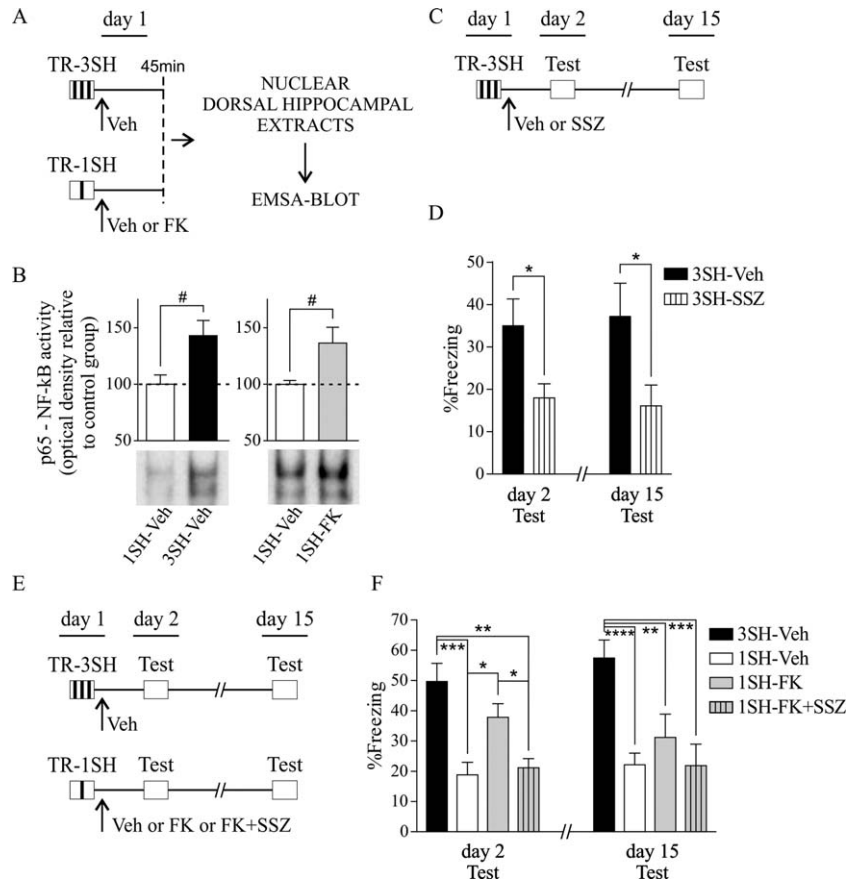 A
day 1
TR-3SH
45min
Veh
TR-1SH
Veh or FK
NUCLEAR
DORSAL HIPPOCAMPAL
EXTRACTS
EMSA-BLOT
B
p65 - NF-kB activity
(optical density relative
to control group)
150
100
50
#
1SH-Veh
3SH-Veh
150
100
50
#
1SH-Veh
1SH-FK
C
day 1
day 2
day 15
TR-3SH
Test
Test
//
Veh or SSZ
D
%Freezing
50
40
30
20
10
0
*
*
3SH-Veh
3SH-SSZ
//
day 2
Test
day 15
Test
E
day 1
day 2
day 15
TR-3SH
Test
Test
//
Veh
TR-1SH
Test
Test
//
Veh or FK or FK+SSZ
F
%Freezing
70
60
50
40
30
20
10
0
**
***
*
*
****
**
***
3SH-Veh
1SH-Veh
1SH-FK
1SH-FK+SSZ
//
day 2
Test
day 15
Test